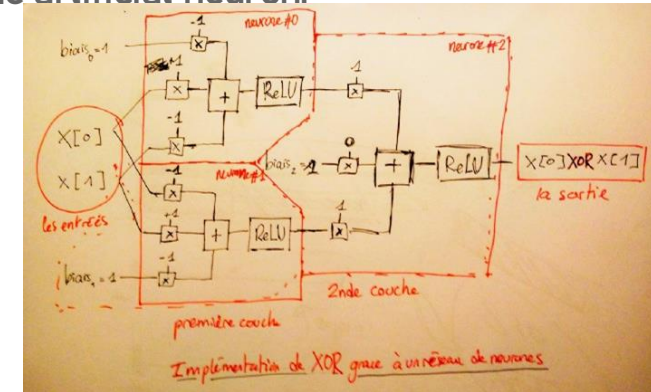 -1
neurone #0
biais₀=1
x
+1
x
+
ReLU
neurone #2
1
x
-1
x
X[0]
X[1]
les entrées
0
biais₂=1
x
+
ReLU
X[0] XOR X[1]
la sortie
neurone #1
-1
x
+1
x
+
ReLU
1
x
-1
x
biais₁=1
2nde couche
première couche
Implémentation de XOR grace à un réseau de neurones